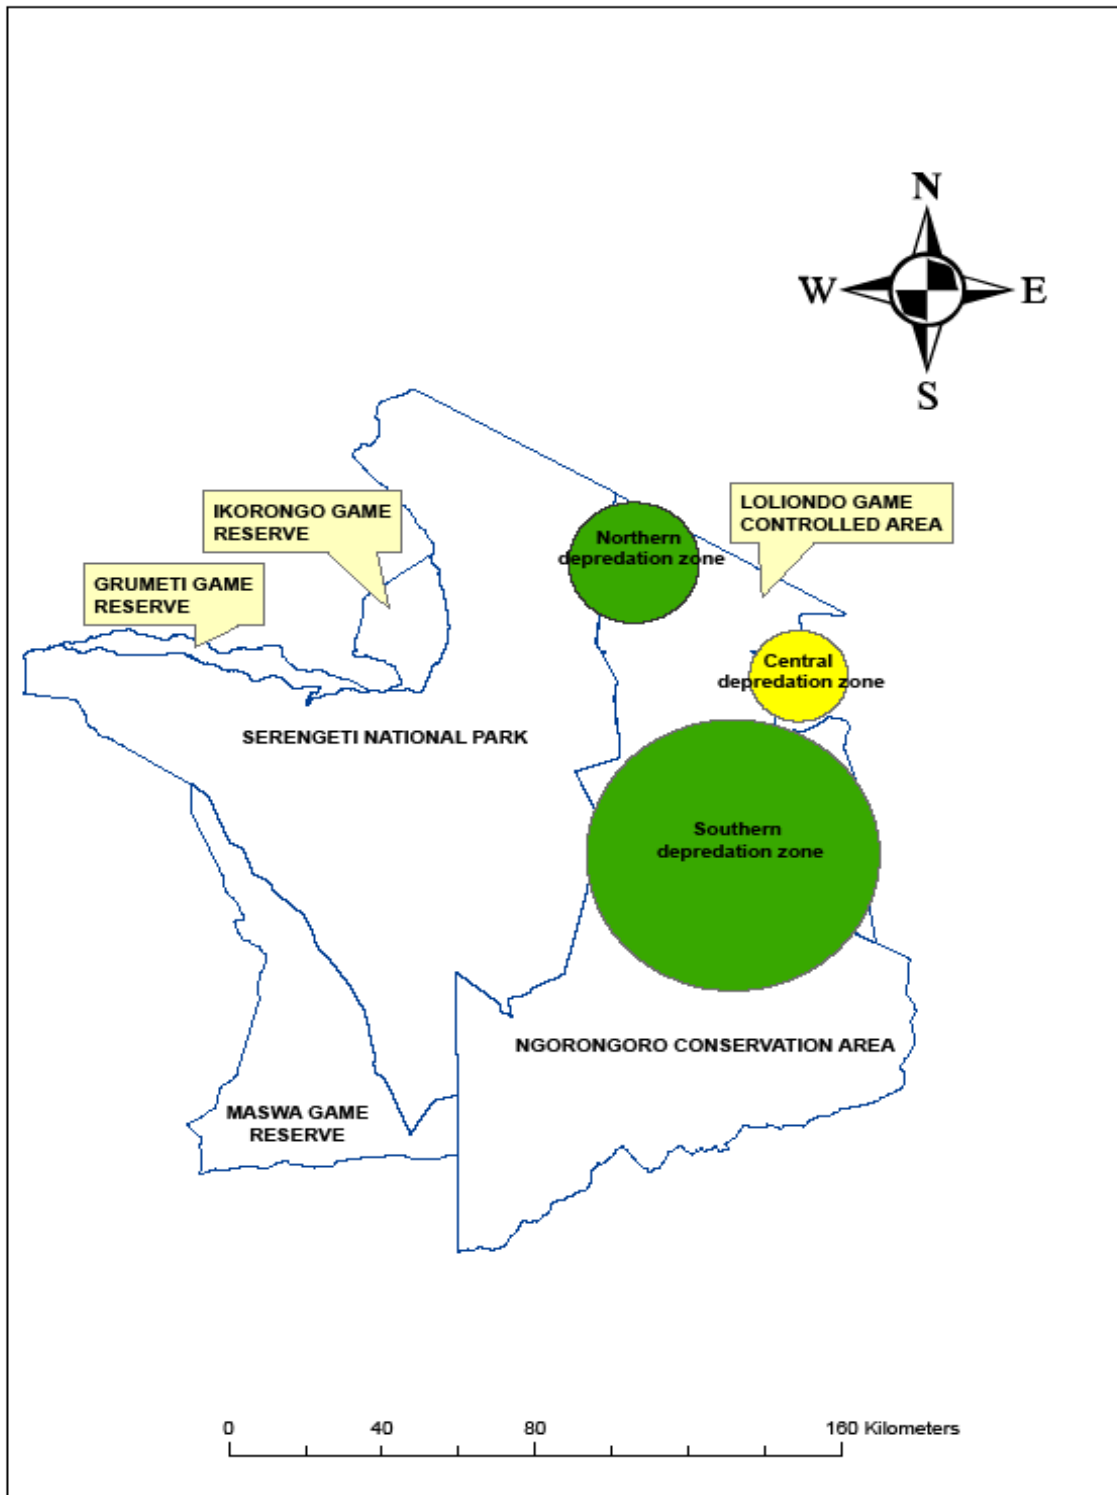 N
W
E
S
IKORONGO GAME
RESERVE
LOLIONDO GAME
CONTROLLED AREA
Northern
depredation zone
GRUMETI GAME
RESERVE
Central
depredation zone
SERENGETI NATIONAL PARK
Southern
depredation zone
NGORONGORO CONSERVATION AREA
MASWA GAME
RESERVE
0 40 80 160 Kilometers